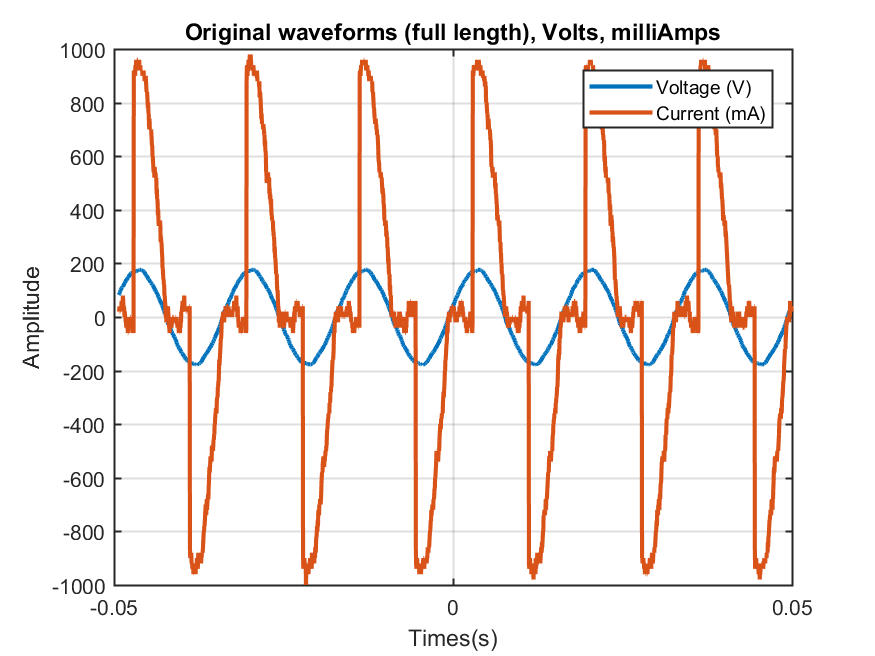 Original waveforms (full length), Volts, milliAmps
1000
800
600
400
200
0
-200
-400
-600
-800
-1000
Amplitude
Voltage (V)
Current (mA)
-0.05 0 0.05
Times(s)